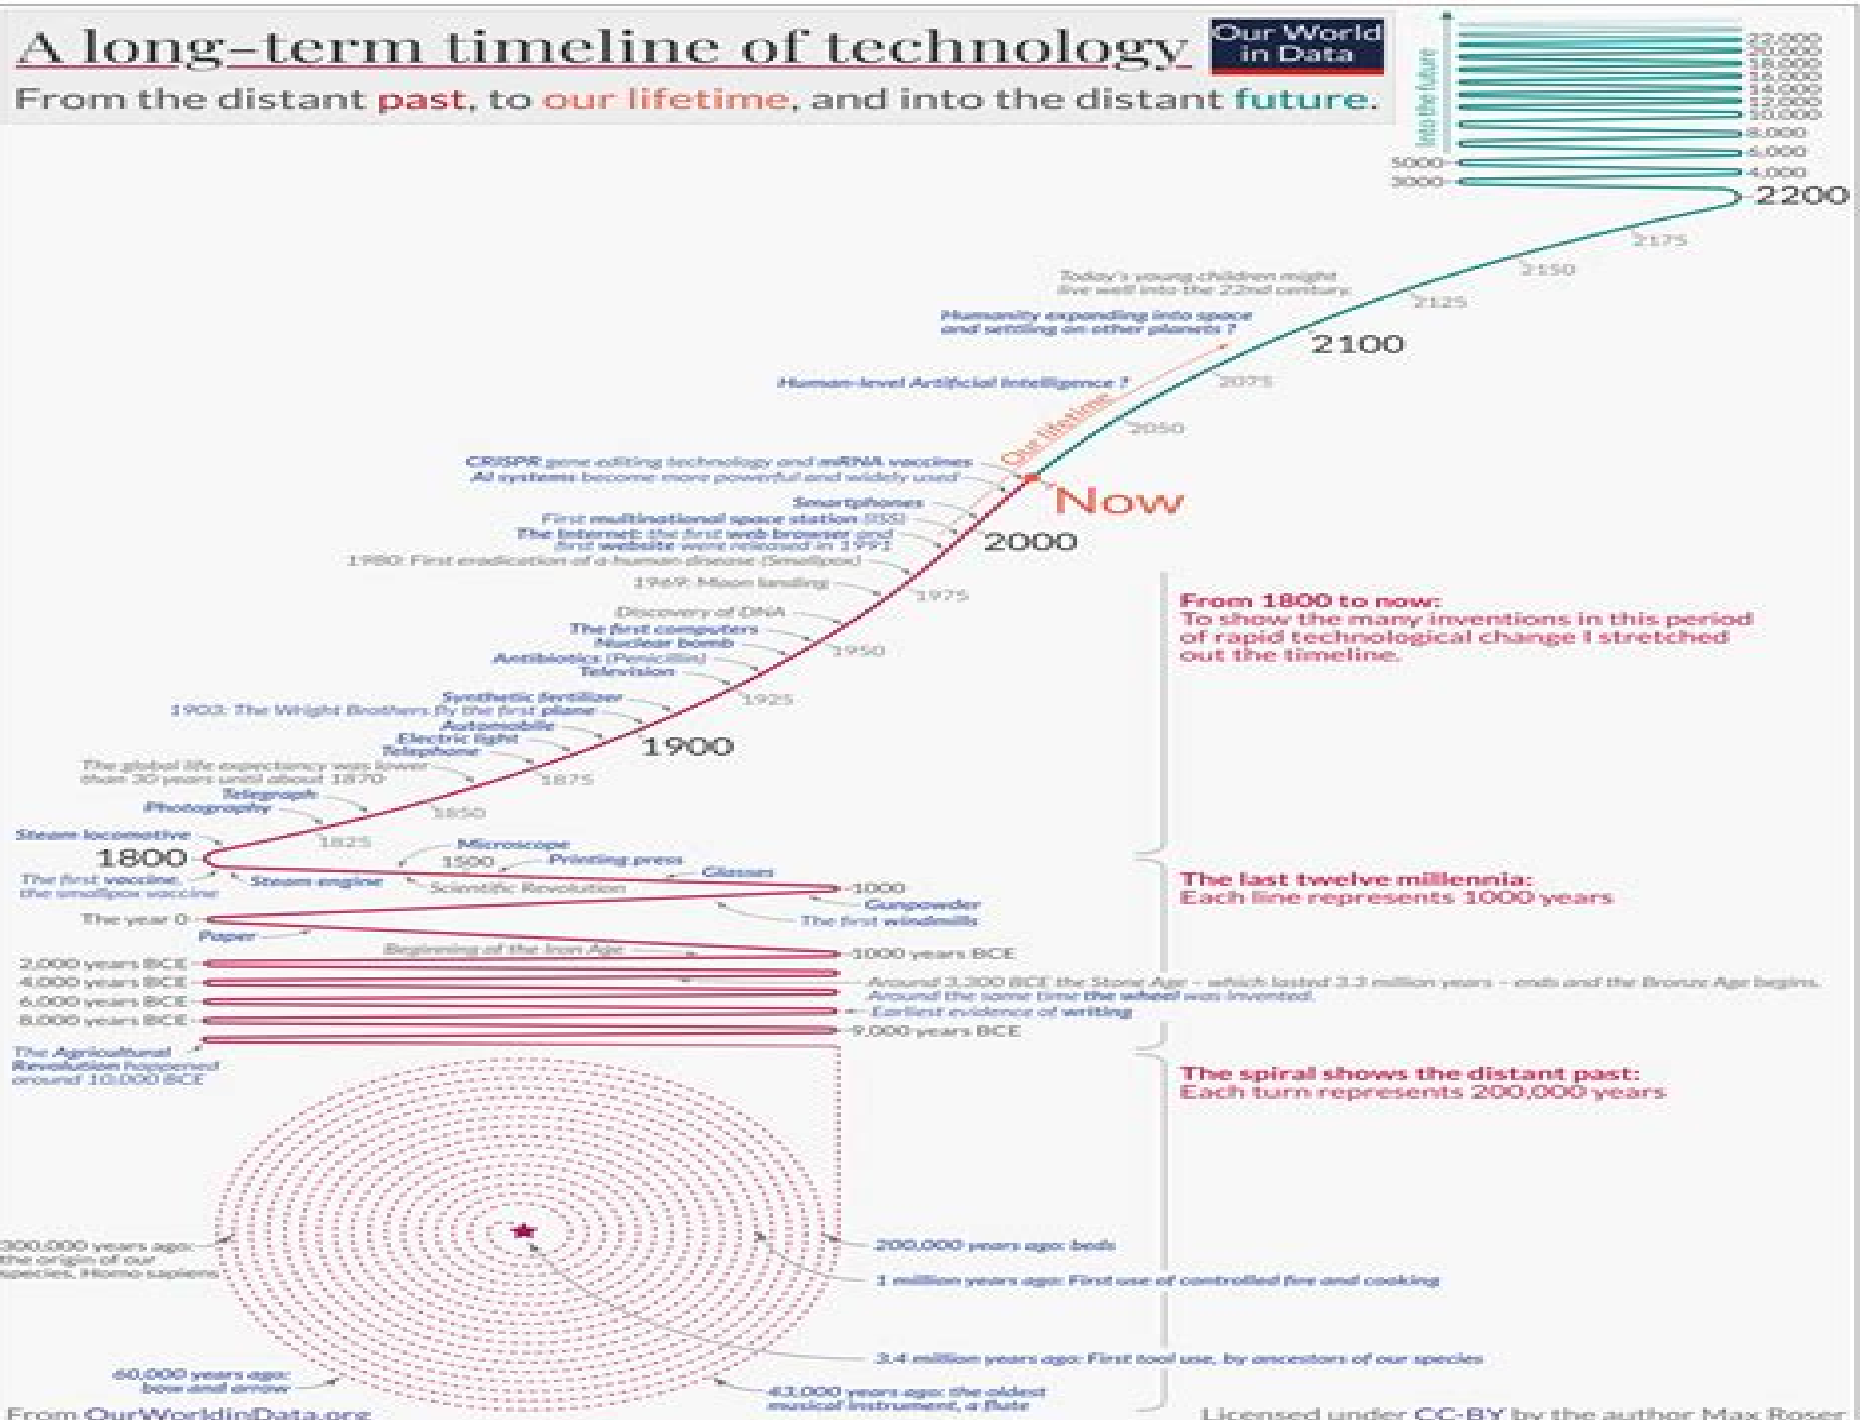 A long-term timeline of technology
Our World
in Data
From the distant past, to our lifetime, and into the distant future.
Into the future
22,000
20,000
18,000
16,000
14,000
12,000
10,000
8,000
6,000
5000
4,000
3000
2200
2175
2150
2125
Today's young children might
live well into the 22nd century.
Humanity expanding into space
and settling on other planets ?
2100
2075
Human-level Artificial Intelligence ?
Our lifetime
2050
CRISPR gene editing technology and mRNA vaccines
AI systems become more powerful and widely used
Now
Smartphones
First multinational space station (ISS)
The Internet: the first web browser and
first website were released in 1991
2000
1980: First eradication of a human disease (Smallpox)
1969: Moon landing
1975
Discovery of DNA
The first computers
Nuclear bomb
1950
Antibiotics (Penicillin)
Television
1925
Synthetic fertilizer
1903: The Wright Brothers fly the first plane
Automobile
Electric light
1900
Telephone
The global life expectancy was lower
than 30 years until about 1870
1875
Telegraph
Photography
1850
Steam locomotive
1825
From 1800 to now:
To show the many inventions in this period
of rapid technological change I stretched
out the timeline.
1800
Microscope
1500
Printing press
Glasses
The first vaccine,
the smallpox vaccine
Steam engine
Scientific Revolution
1000
Gunpowder
The first windmills
The year 0
Paper
Beginning of the Iron Age
1000 years BCE
The last twelve millennia:
Each line represents 1000 years
2,000 years BCE
4,000 years BCE
Around 3,300 BCE the Stone Age – which lasted 3.3 million years – ends and the Bronze Age begins.
Around the same time the wheel was invented.
6,000 years BCE
Earliest evidence of writing
8,000 years BCE
9,000 years BCE
The Agricultural
Revolution happened
around 10,000 BCE
The spiral shows the distant past:
Each turn represents 200,000 years
300,000 years ago:
the origin of our
species, Homo sapiens
200,000 years ago: beds
1 million years ago: First use of controlled fire and cooking
3.4 million years ago: First tool use, by ancestors of our species
60,000 years ago:
bow and arrow
43,000 years ago: the oldest
musical instrument, a flute
From OurWorldinData.org
Licensed under CC-BY by the author Max Roser